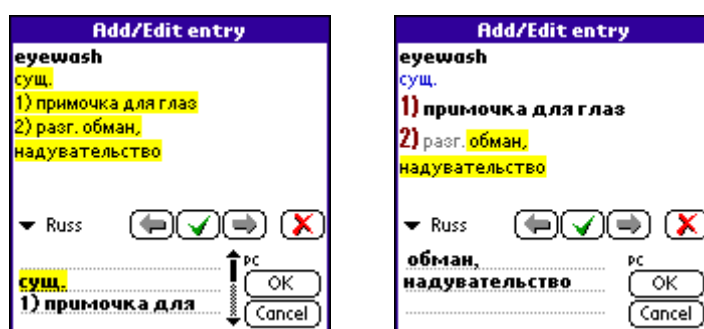 Add/Edit entry
eyewash
сущ.
1) примочка для глаз
2) разг. обман,
надувательство
Russ
PC
сущ.
1) примочка для
OK
Cancel
Add/Edit entry
eyewash
сущ.
1) примочка для глаз
2) разг. обман,
надувательство
Russ
PC
обман,
надувательство
OK
Cancel